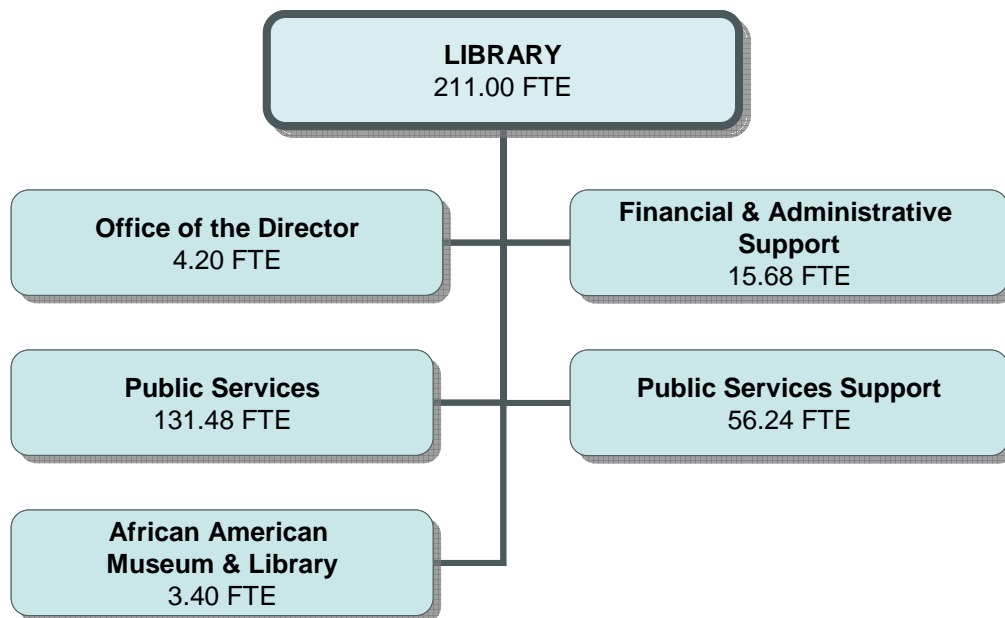 LIBRARY
211.00 FTE
Office of the Director
4.20 FTE
Financial & Administrative
Support
15.68 FTE
Public Services
131.48 FTE
Public Services Support
56.24 FTE
African American
Museum & Library
3.40 FTE